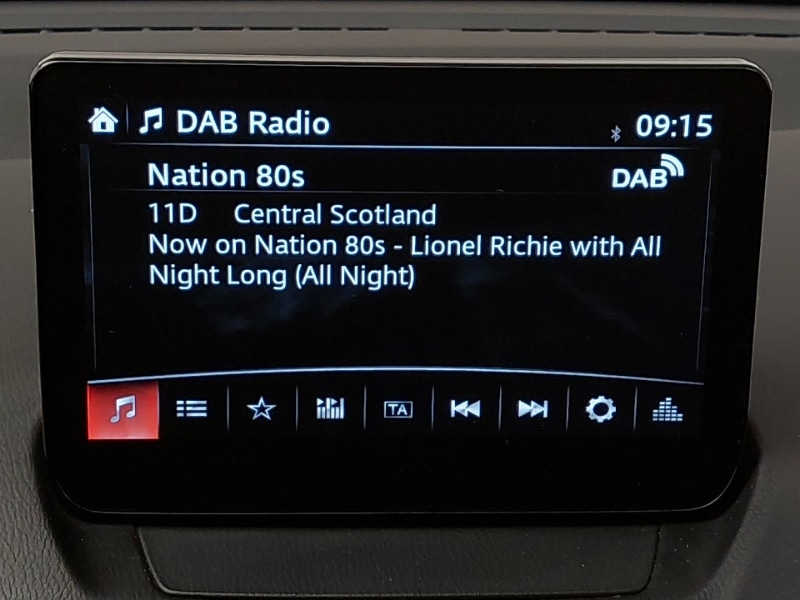 DAB Radio 09:15
Nation 80s DAB
11D Central Scotland
Now on Nation 80s - Lionel Richie with All
Night Long (All Night)
TA